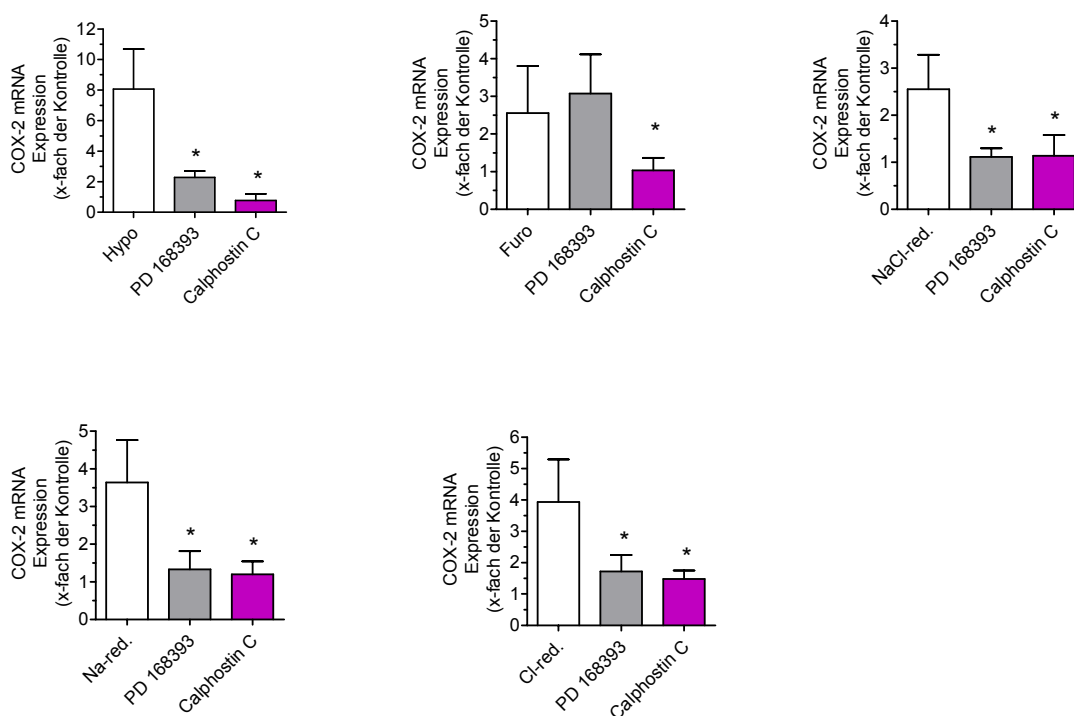 COX-2 mRNA
Expression
(x-fach der Kontrolle)
12
10
8
6
4
2
0
*
*
Hypo
PD 168393
Calphostin C
COX-2 mRNA
Expression
(x-fach der Kontrolle)
5
4
3
2
1
0
*
Furo
PD 168393
Calphostin C
COX-2 mRNA
Expression
(x-fach der Kontrolle)
4
3
2
1
0
*
*
NaCl-red.
PD 168393
Calphostin C
COX-2 mRNA
Expression
(x-fach der Kontrolle)
5
4
3
2
1
0
*
*
Na-red.
PD 168393
Calphostin C
COX-2 mRNA
Expression
(x-fach der Kontrolle)
6
5
4
3
2
1
0
*
*
Cl-red.
PD 168393
Calphostin C